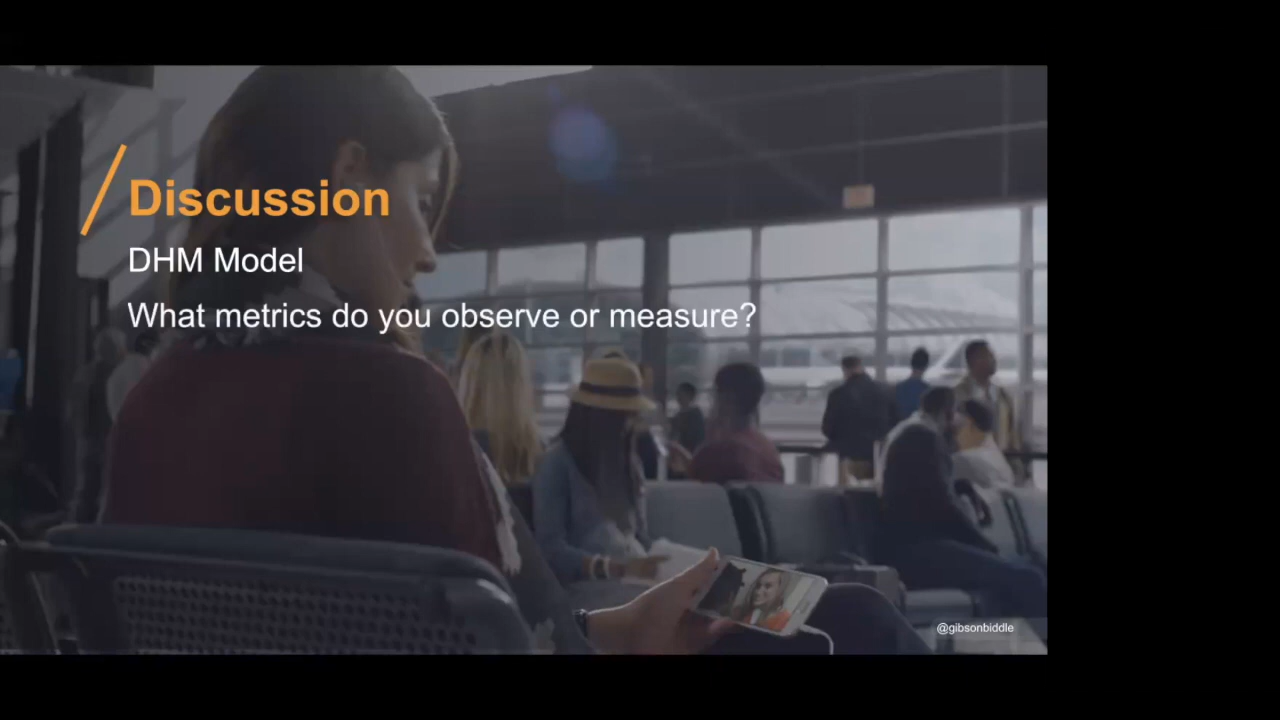 Discussion
DHM Model
What metrics do you observe or measure?
@gibsonbiddle